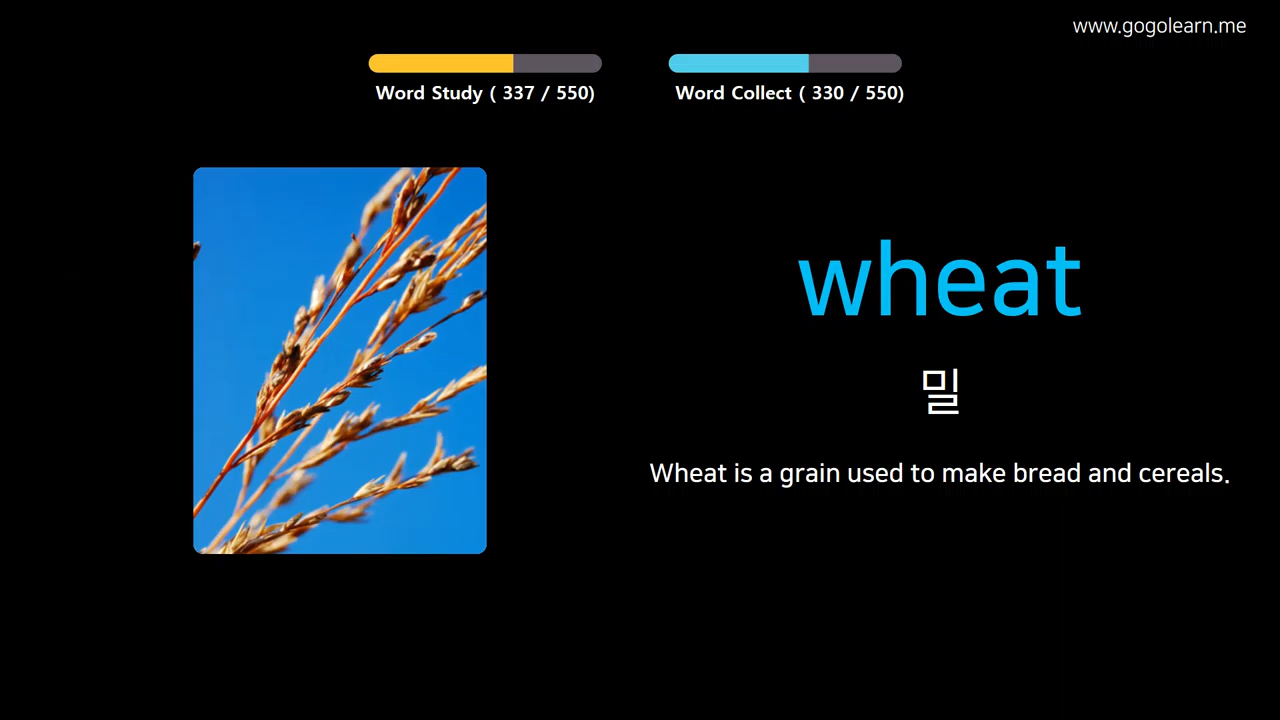 www.gogolearn.me
Word Study ( 337 / 550)
Word Collect ( 330 / 550)
wheat
밀
Wheat is a grain used to make bread and cereals.